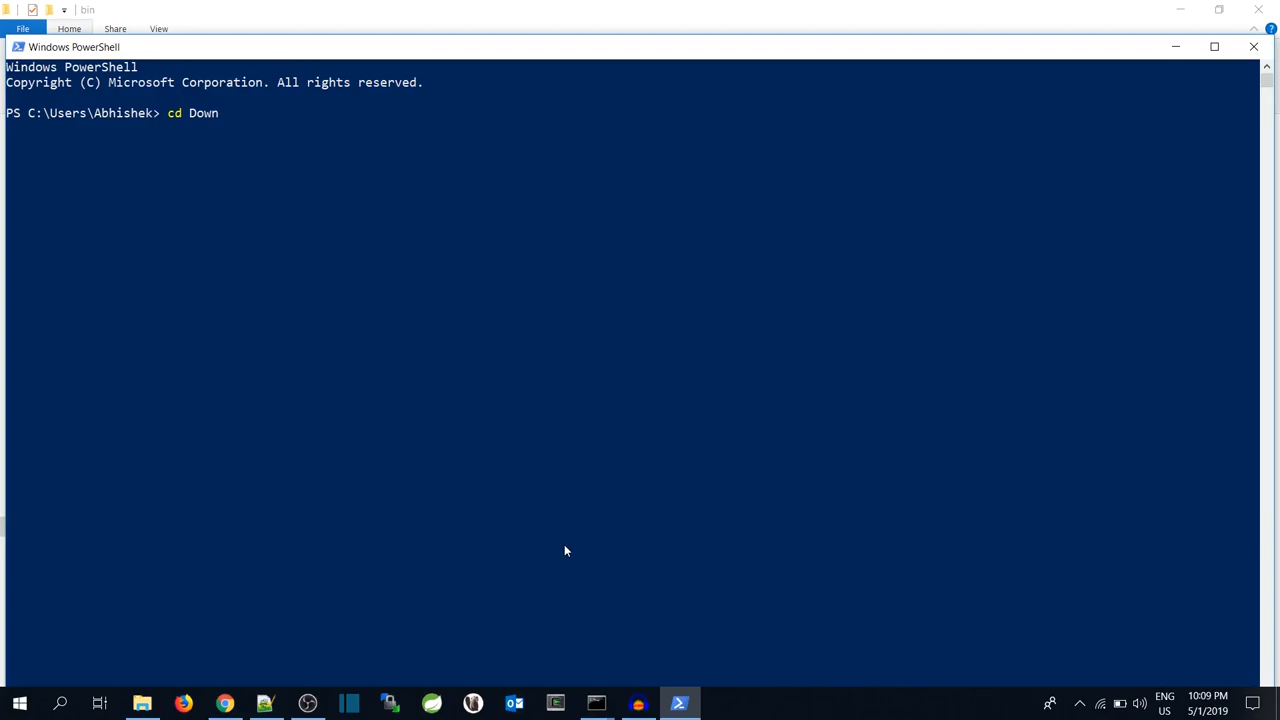 bin
File Home Share View
Windows PowerShell
Windows PowerShell
Copyright (C) Microsoft Corporation. All rights reserved.
PS C:\Users\Abhishek> cd Down
ENG 10:09 PM
US 5/1/2019